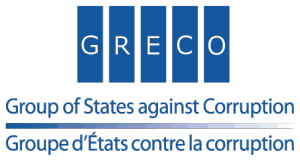 GRECO
Group of States against Corruption
Groupe d'États contre la corruption